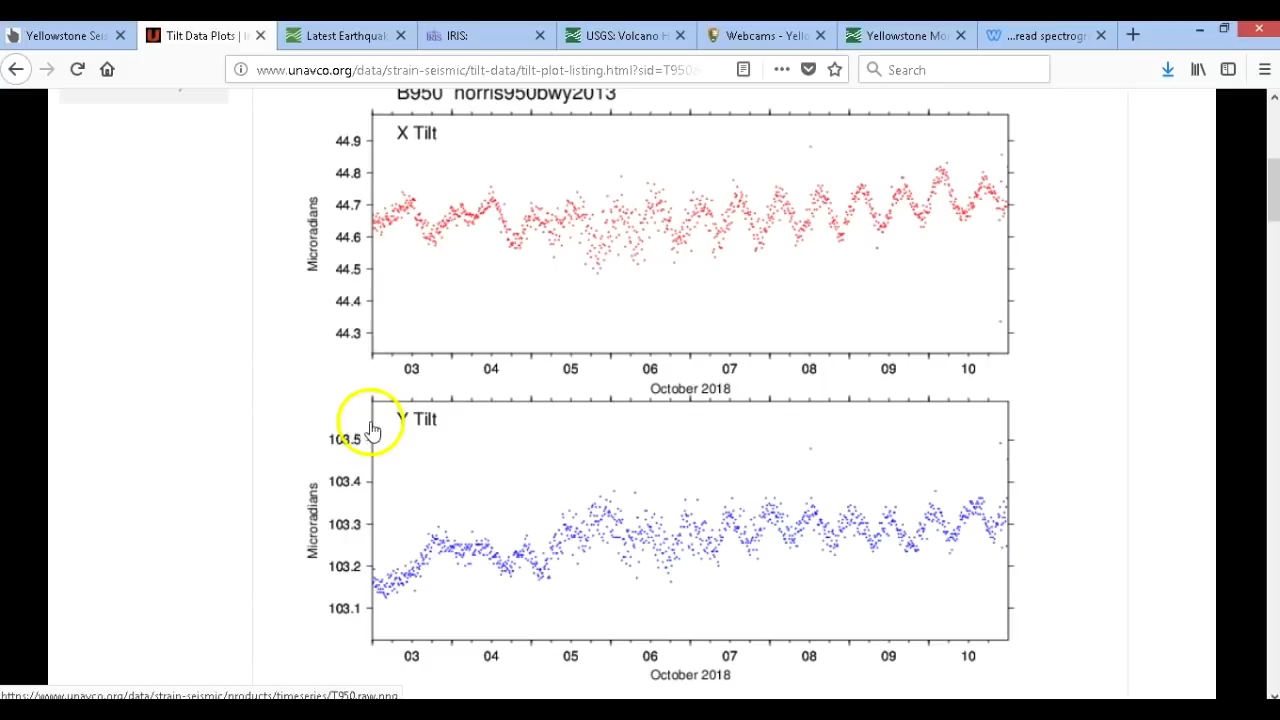 Yellowstone Seis
Tilt Data Plots | In
Latest Earthquak
IRIS:
USGS: Volcano H
Webcams - Yello
Yellowstone Mo
...read spectrogr
www.unavco.org/data/strain-seismic/tilt-data/tilt-plot-listing.html?sid=T950
Search
B950 norris950bwy2013
X Tilt
44.9
44.8
44.7
44.6
44.5
44.4
44.3
Microradians
03 04 05 06 07 08 09 10
October 2018
Y Tilt
103.5
103.4
103.3
103.2
103.1
Microradians
03 04 05 06 07 08 09 10
October 2018
https://www.unavco.org/data/strain-seismic/products/timeseries/T950.raw.png